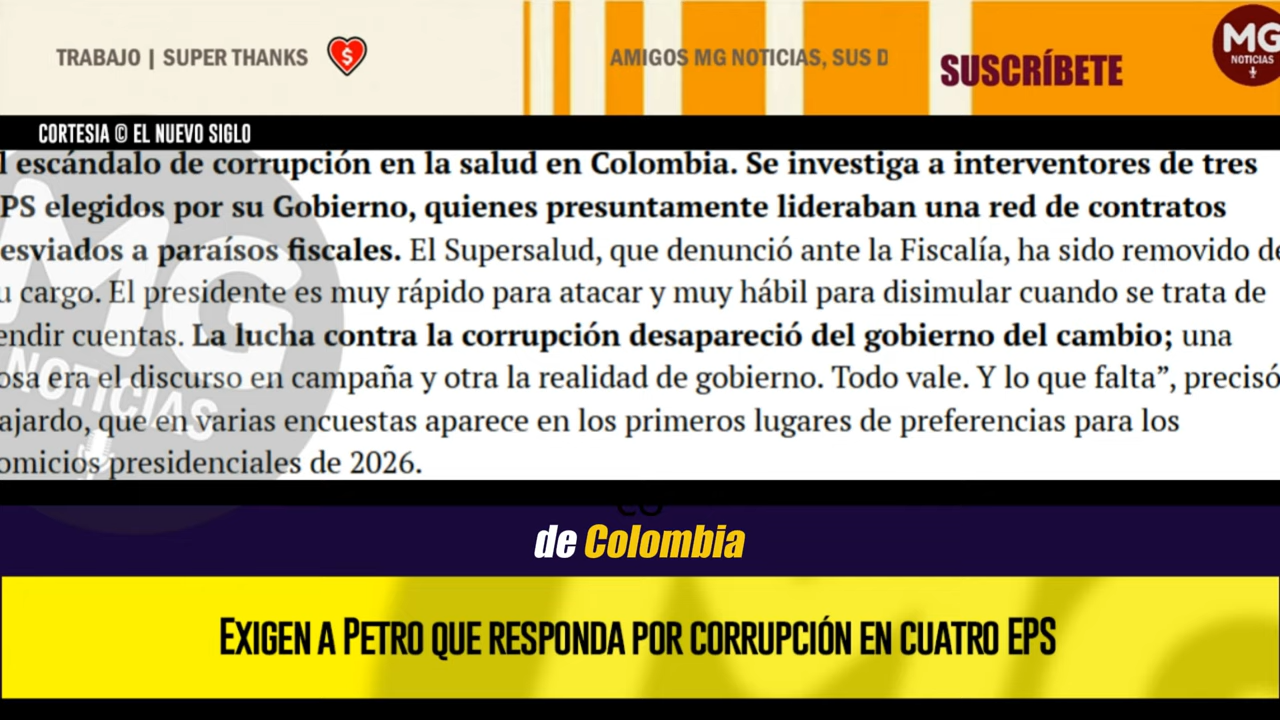 TRABAJO | SUPER THANKS
AMIGOS MG NOTICIAS, SUS D
SUSCRÍBETE
MG
NOTICIAS
CORTESIA © EL NUEVO SIGLO
l escándalo de corrupción en la salud en Colombia. Se investiga a interventores de tres
PS elegidos por su Gobierno, quienes presuntamente lideraban una red de contratos
esviados a paraísos fiscales. El Supersalud, que denunció ante la Fiscalía, ha sido removido de
u cargo. El presidente es muy rápido para atacar y muy hábil para disimular cuando se trata de
endir cuentas. La lucha contra la corrupción desapareció del gobierno del cambio; una
osa era el discurso en campaña y otra la realidad de gobierno. Todo vale. Y lo que falta”, precisó
ajardo, que en varias encuestas aparece en los primeros lugares de preferencias para los
omicios presidenciales de 2026.
MG
NOTICIAS
de Colombia
EXIGEN A PETRO QUE RESPONDA POR CORRUPCIÓN EN CUATRO EPS